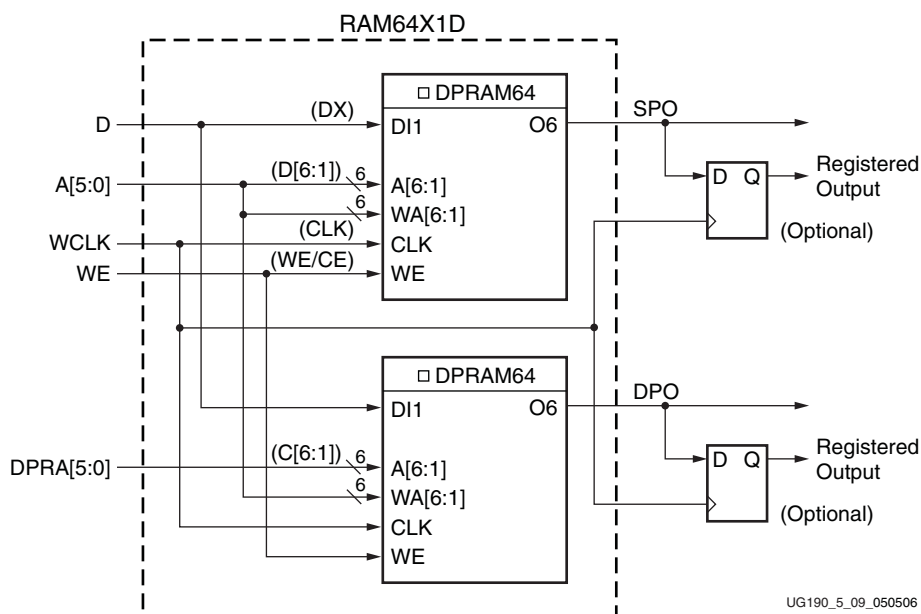 RAM64X1D
DPRAM64
D
(DX)
DI1
O6
SPO
A[5:0]
(D[6:1])
6
A[6:1]
6
WA[6:1]
WCLK
(CLK)
CLK
WE
(WE/CE)
WE
D Q
Registered
Output
(Optional)
DPRAM64
DI1
O6
DPO
DPRA[5:0]
(C[6:1])
6
A[6:1]
6
WA[6:1]
CLK
WE
D Q
Registered
Output
(Optional)
UG190_5_09_050506